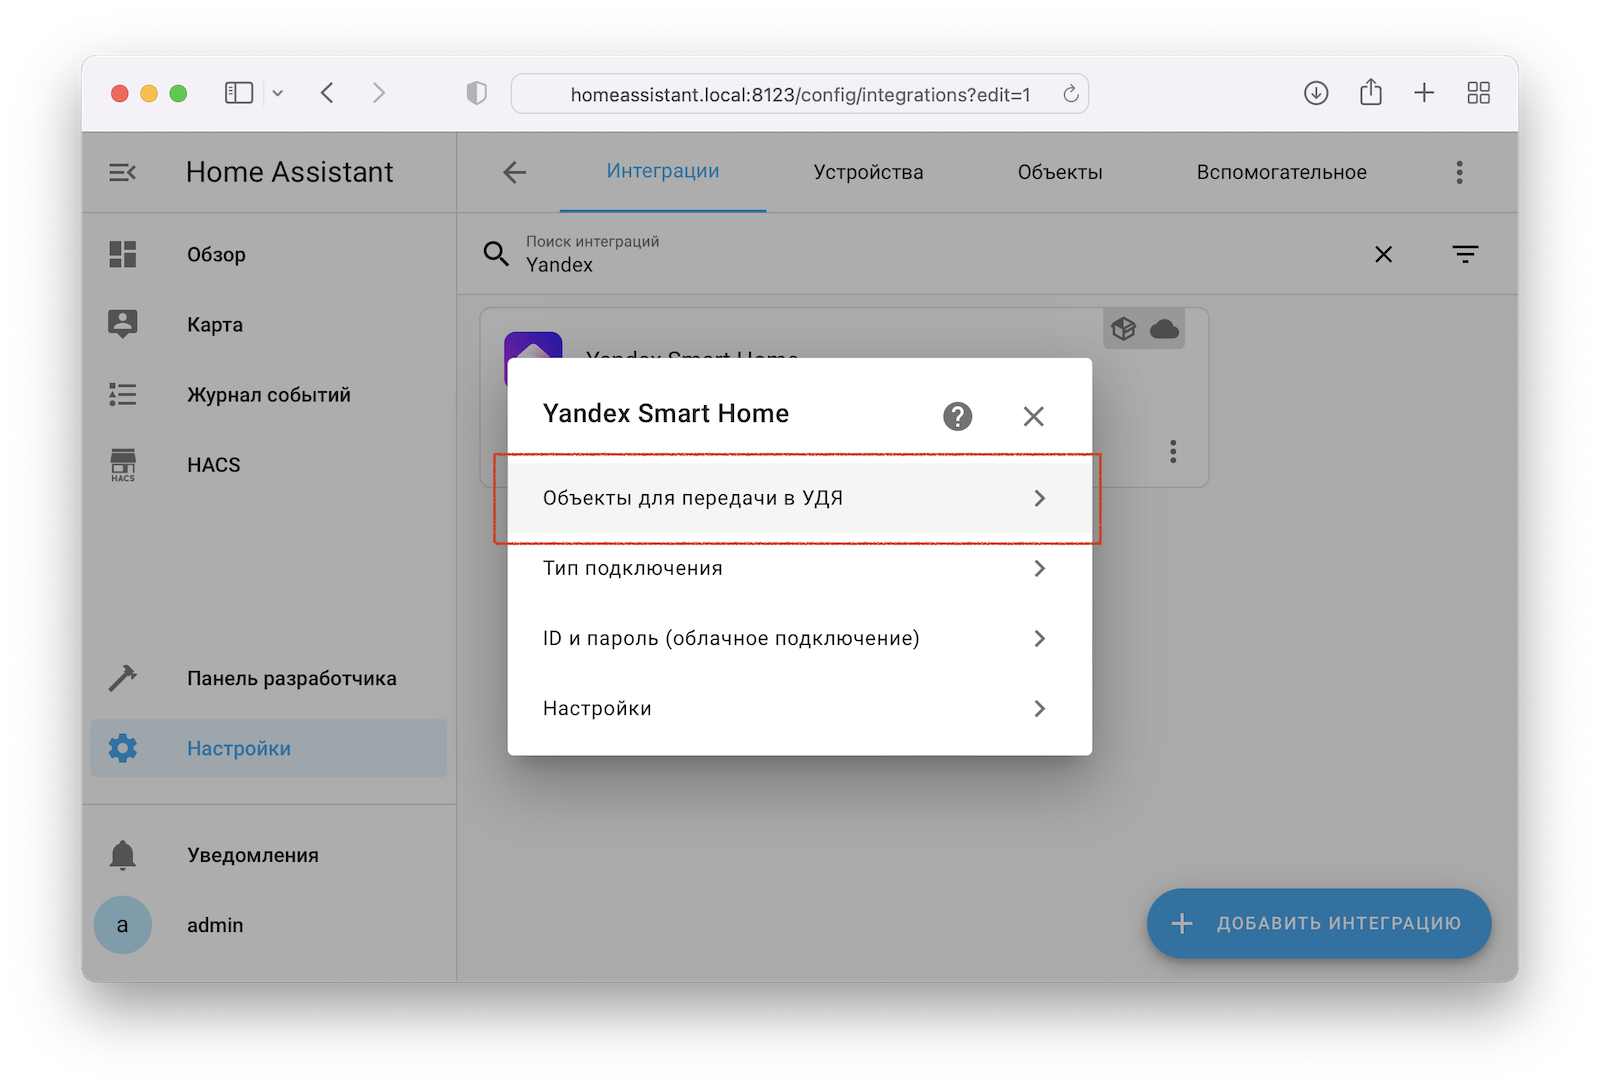 homeassistant.local:8123/config/integrations?edit=1
Home Assistant
Интеграции
Устройства
Объекты
Вспомогательное
Обзор
Карта
Журнал событий
HACS
HACS
Панель разработчика
Настройки
Уведомления
a
admin
Поиск интеграций
Yandex
Yandex Smart Home
Yandex Smart Home
?
Объекты для передачи в УДЯ
Тип подключения
ID и пароль (облачное подключение)
Настройки
ДОБАВИТЬ ИНТЕГРАЦИЮ